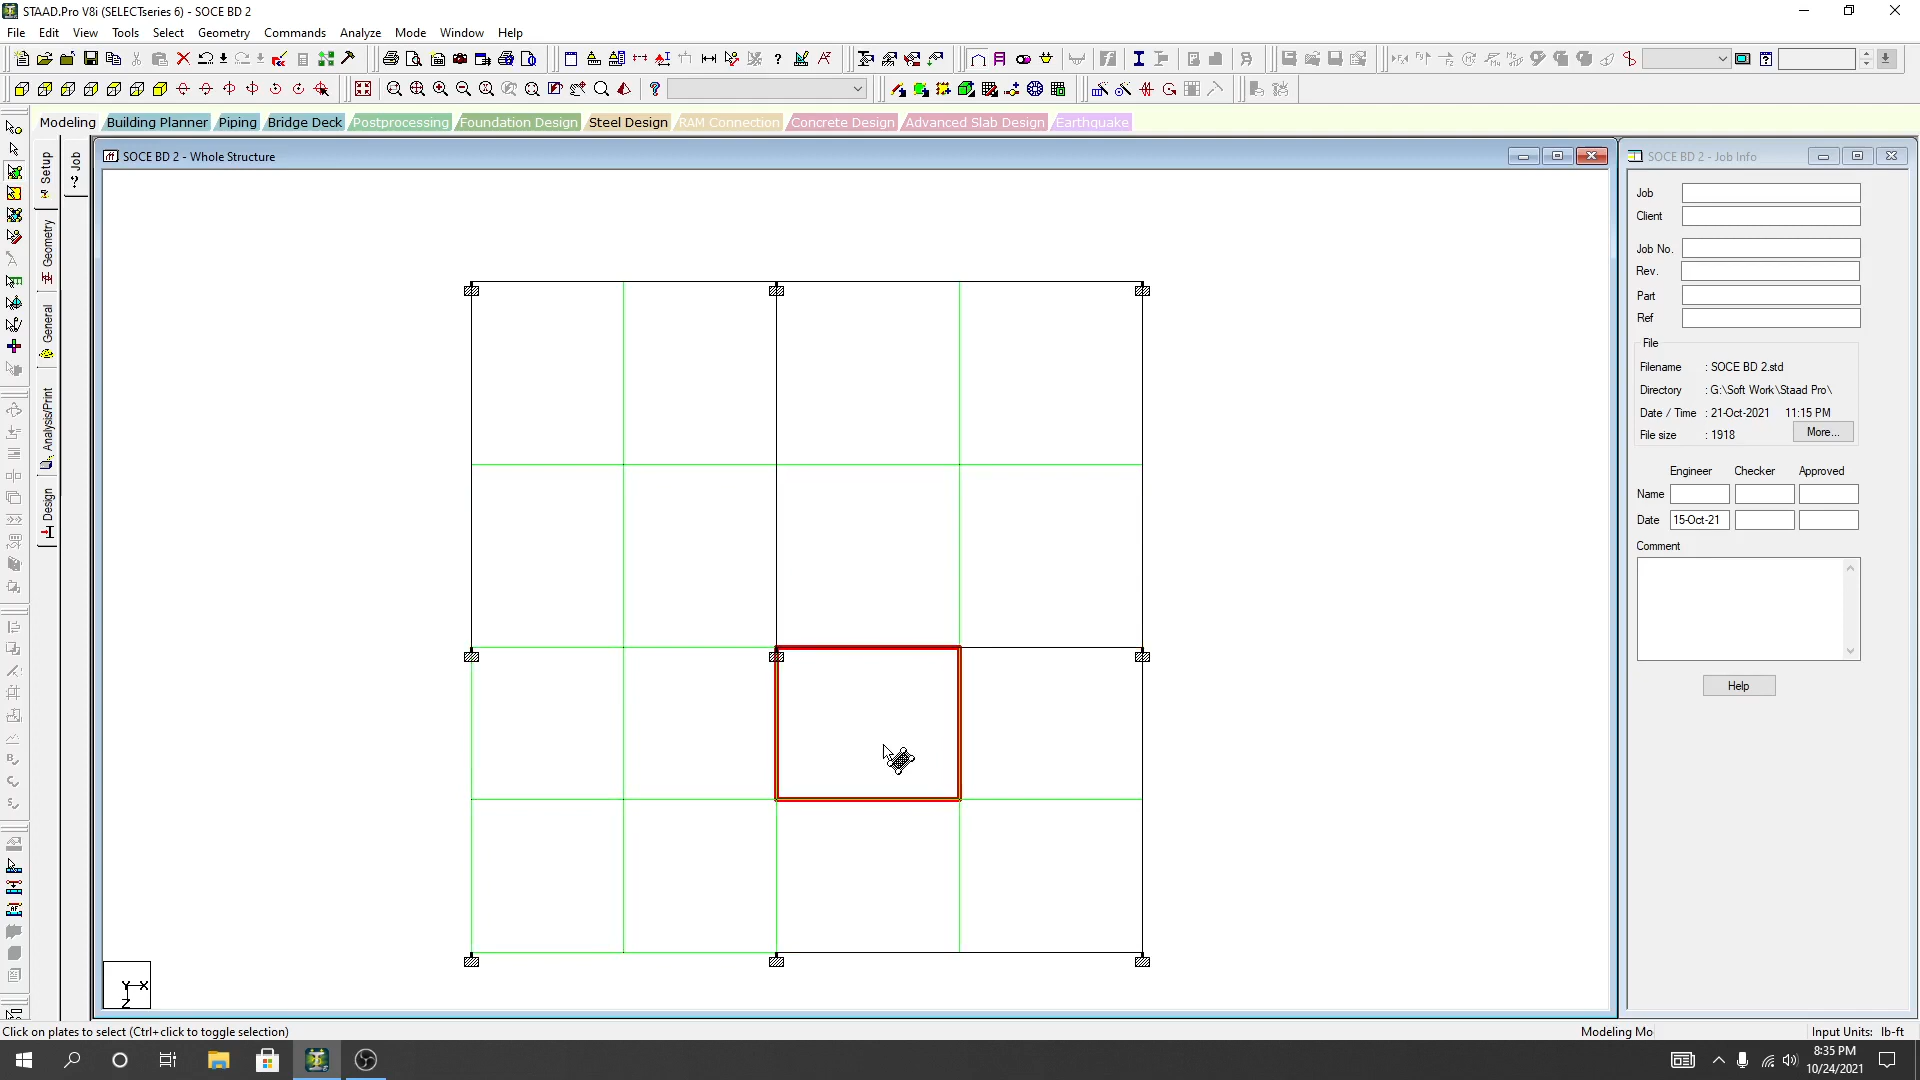 STAAD.Pro V8i (SELECTseries 6) - SOCE BD 2
File Edit View Tools Select Geometry Commands Analyze Mode Window Help
Modeling Building Planner Piping Bridge Deck Postprocessing Foundation Design Steel Design RAM Connection Concrete Design Advanced Slab Design Earthquake
Setup
Geometry
General
Analysis/Print
Design
Job
SOCE BD 2 - Whole Structure
Y X
Z
SOCE BD 2 - Job Info
Job
Client
Job No.
Rev.
Part
Ref
File
Filename : SOCE BD 2.std
Directory : G:\Soft Work\Staad Pro\
Date / Time : 21-Oct-2021 11:15 PM
File size : 1918 More...
Engineer Checker Approved
Name
Date 15-Oct-21
Comment
Help
Click on plates to select (Ctrl+click to toggle selection)
Modeling Mo
Input Units: lb-ft
8:35 PM
10/24/2021